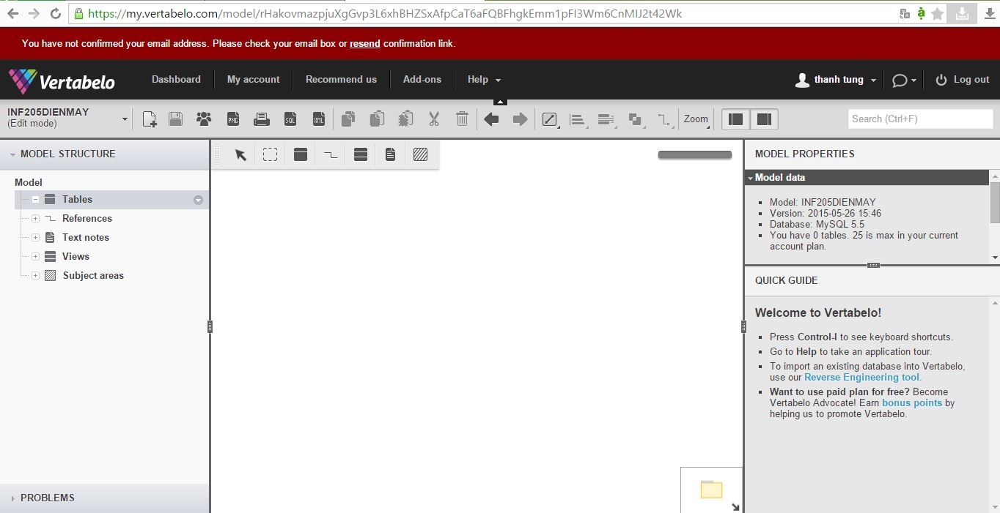 https://my.vertabelo.com/model/rHakovmazpjuXgGvp3L6xhBHZSxAfpCaT6aFQBFhgkEmm1pFI3Wm6CnMIJ2t42Wk
You have not confirmed your email address. Please check your email box or resend confirmation link.
Vertabelo
Dashboard
My account
Recommend us
Add-ons
Help
thanh tung
Log out
INF205DIENMAY
(Edit mode)
PNG
SQL
XML
Zoom
Search (Ctrl+F)
MODEL STRUCTURE
Model
Tables
References
Text notes
Views
Subject areas
PROBLEMS
MODEL PROPERTIES
Model data
Model: INF205DIENMAY
Version: 2015-05-26 15:46
Database: MySQL 5.5
You have 0 tables. 25 is max in your current
account plan.
QUICK GUIDE
Welcome to Vertabelo!
Press Control-I to see keyboard shortcuts.
Go to Help to take an application tour.
To import an existing database into Vertabelo,
use our Reverse Engineering tool.
Want to use paid plan for free? Become
Vertabelo Advocate! Earn bonus points by
helping us to promote Vertabelo.